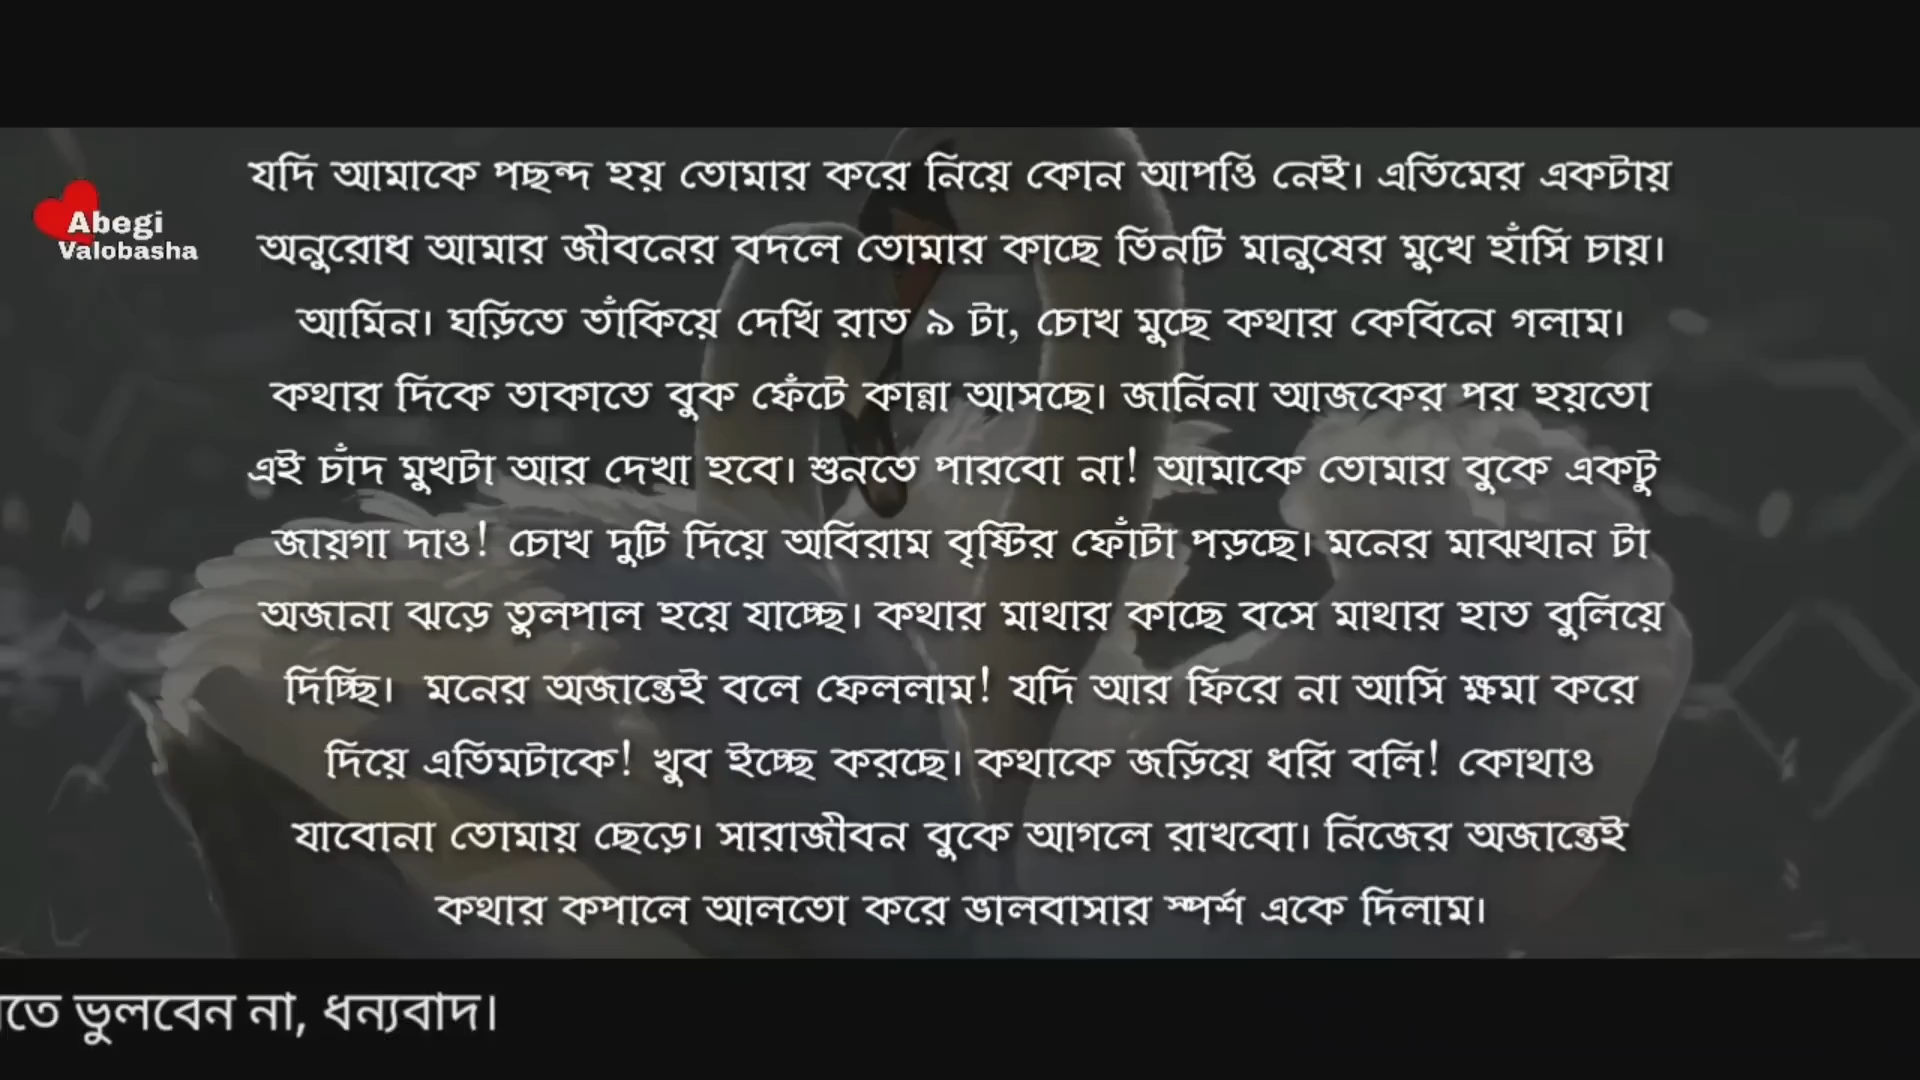 Abegi
Valobasha
যদি আমাকে পছন্দ হয় তোমার করে নিয়ে কোন আপত্তি নেই। এতিমের একটায়
অনুরোধ আমার জীবনের বদলে তোমার কাছে তিনটি মানুষের মুখে হাঁসি চায়।
আমিন। ঘড়িতে তাঁকিয়ে দেখি রাত ৯ টা, চোখ মুছে কথার কেবিনে গলাম।
কথার দিকে তাকাতে বুক ফেঁটে কান্না আসছে। জানিনা আজকের পর হয়তো
এই চাঁদ মুখটা আর দেখা হবে। শুনতে পারবো না! আমাকে তোমার বুকে একটু
জায়গা দাও! চোখ দুটি দিয়ে অবিরাম বৃষ্টির ফোঁটা পড়ছে। মনের মাঝখান টা
অজানা ঝড়ে তুলপাল হয়ে যাচ্ছে। কথার মাথার কাছে বসে মাথার হাত বুলিয়ে
দিচ্ছি। মনের অজান্তেই বলে ফেললাম! যদি আর ফিরে না আসি ক্ষমা করে
দিয়ে এতিমটাকে! খুব ইচ্ছে করছে। কথাকে জড়িয়ে ধরি বলি! কোথাও
যাবোনা তোমায় ছেড়ে। সারাজীবন বুকে আগলে রাখবো। নিজের অজান্তেই
কথার কপালে আলতো করে ভালবাসার স্পর্শ একে দিলাম।
ভুলবেন না, ধন্যবাদ।